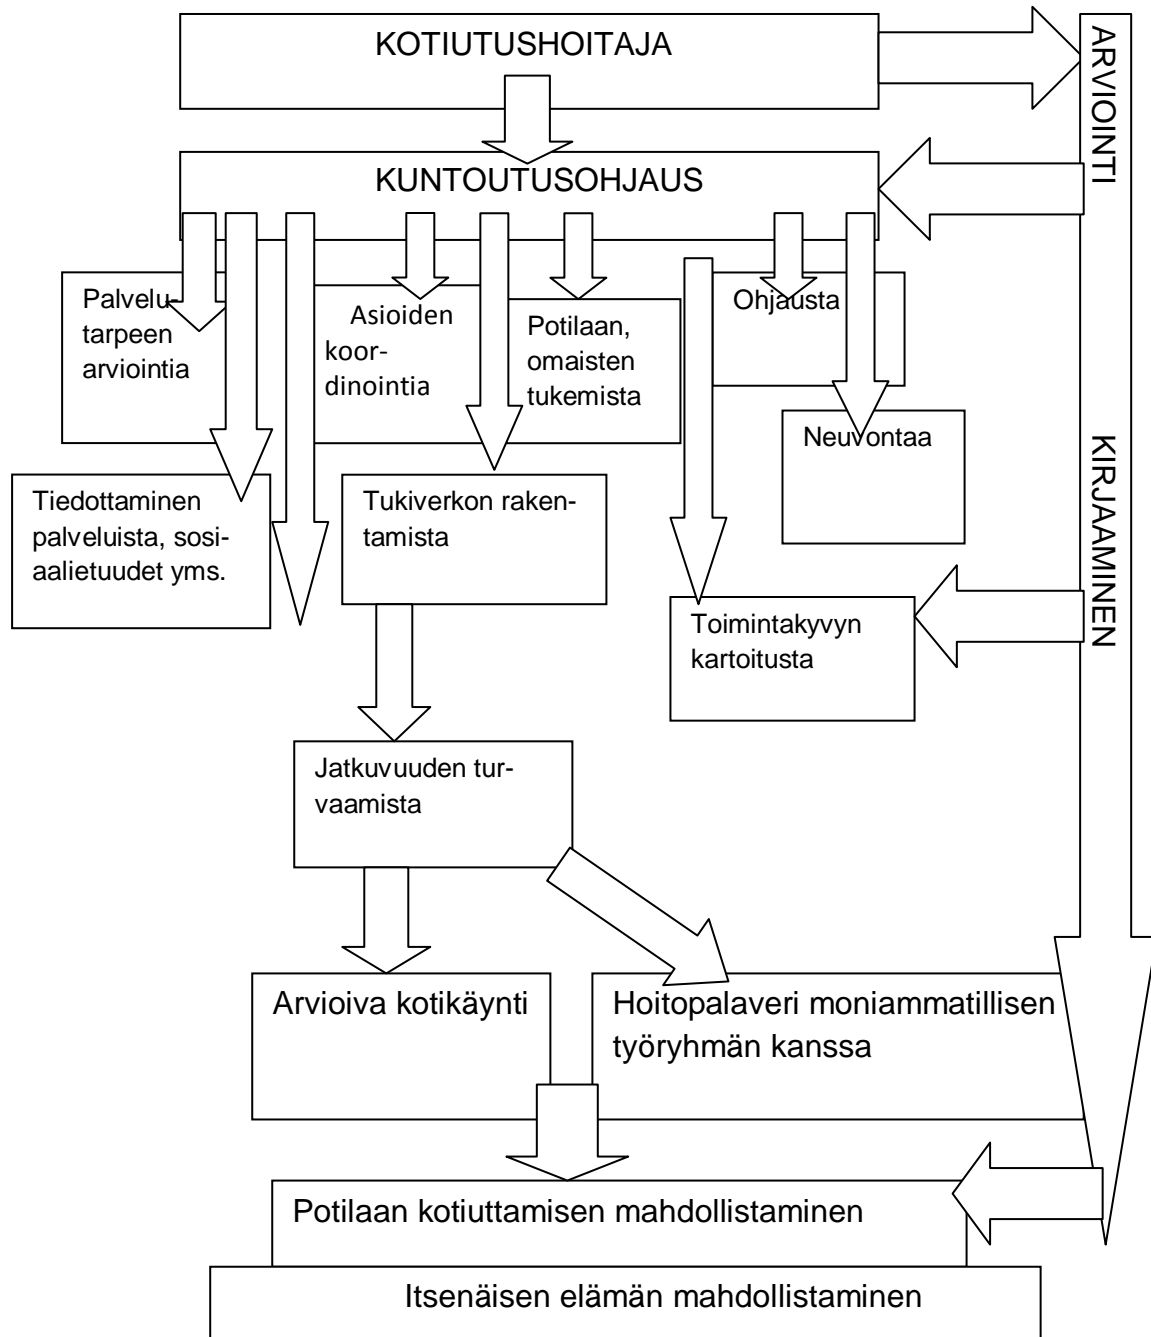 KOTIUTUSHOITAJA
ARVIOINTI
KUNTOUTUSOHJAUS
Palvelu-
tarpeen
arviointia
Asioiden
koor-
dinointia
Potilaan,
omaisten
tukemista
Ohjausta
Neuvontaa
KIRJAAMINEN
Tiedottaminen
palveluista, sosi-
aalietuudet yms.
Tukiverkon raken-
tamista
Toimintakyvyn
kartoitusta
Jatkuvuuden tur-
vaamista
Arvioiva kotikäynti
Hoitopalaveri moniammatillisen
työryhmän kanssa
Potilaan kotiuttamisen mahdollistaminen
Itsenäisen elämän mahdollistaminen